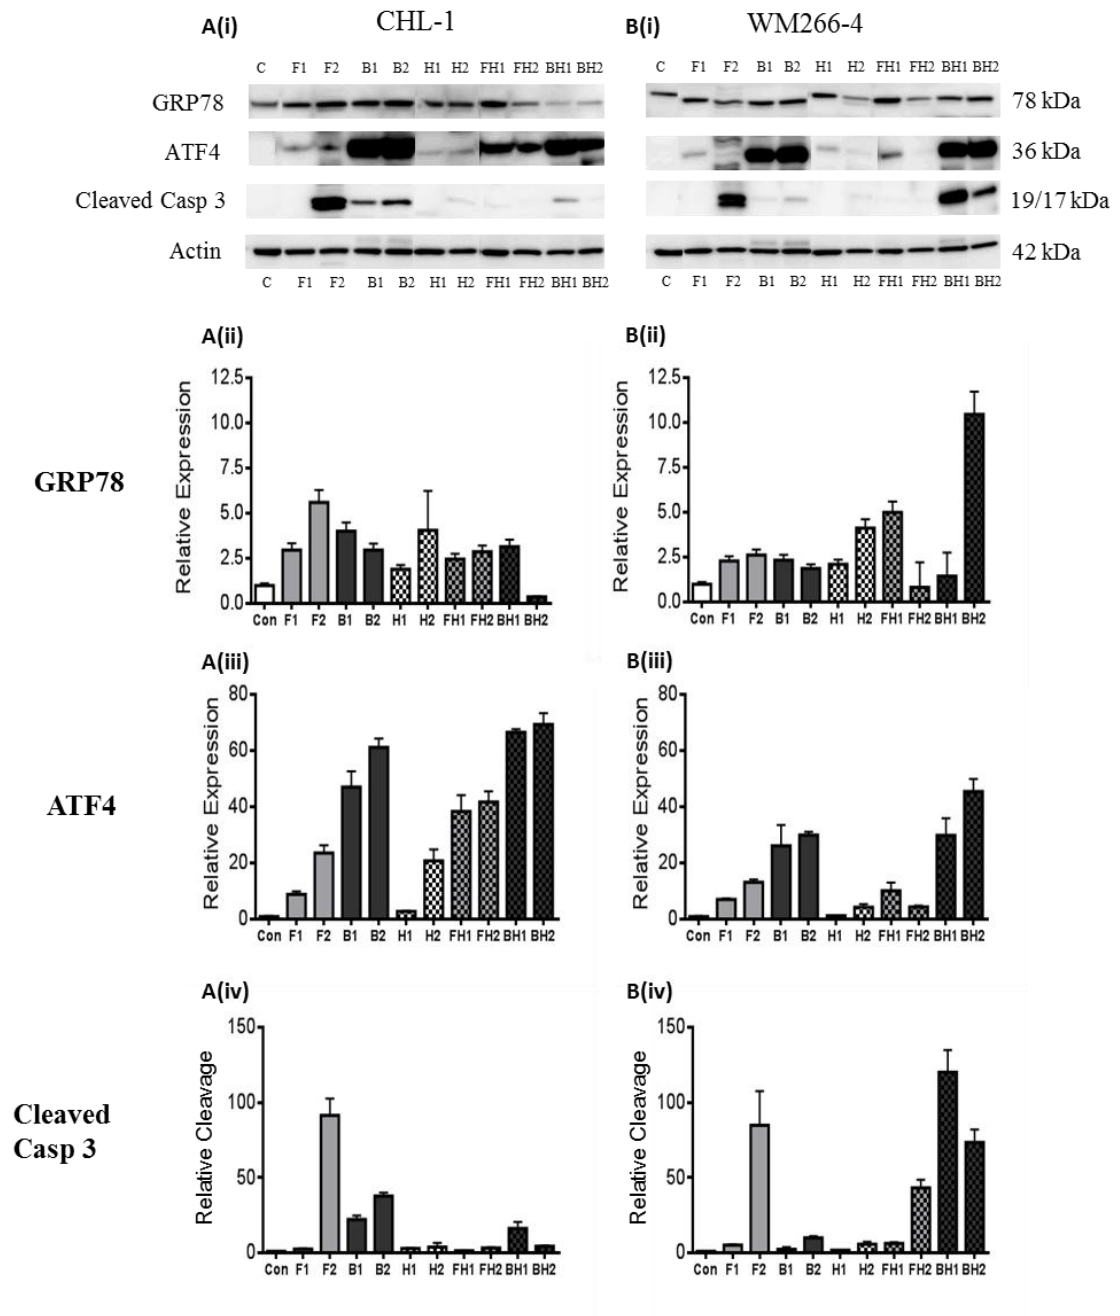 A(i) CHL-1 B(i) WM266-4
C F1 F2 B1 B2 H1 H2 FH1 FH2 BH1 BH2 C F1 F2 B1 B2 H1 H2 FH1 FH2 BH1 BH2
GRP78 78 kDa
ATF4 36 kDa
Cleaved Casp 3 19/17 kDa
Actin 42 kDa
C F1 F2 B1 B2 H1 H2 FH1 FH2 BH1 BH2 C F1 F2 B1 B2 H1 H2 FH1 FH2 BH1 BH2
GRP78
A(ii)
Relative Expression
12.5
10.0
7.5
5.0
2.5
0.0
Con F1 F2 B1 B2 H1 H2 FH1 FH2 BH1 BH2
B(ii)
Relative Expression
12.5
10.0
7.5
5.0
2.5
0.0
Con F1 F2 B1 B2 H1 H2 FH1 FH2 BH1 BH2
ATF4
A(iii)
Relative Expression
80
60
40
20
0
Con F1 F2 B1 B2 H1 H2 FH1 FH2 BH1 BH2
B(iii)
Relative Expression
80
60
40
20
0
Con F1 F2 B1 B2 H1 H2 FH1 FH2 BH1 BH2
Cleaved
Casp 3
A(iv)
Relative Cleavage
150
100
50
0
Con F1 F2 B1 B2 H1 H2 FH1 FH2 BH1 BH2
B(iv)
Relative Cleavage
150
100
50
0
Con F1 F2 B1 B2 H1 H2 FH1 FH2 BH1 BH2